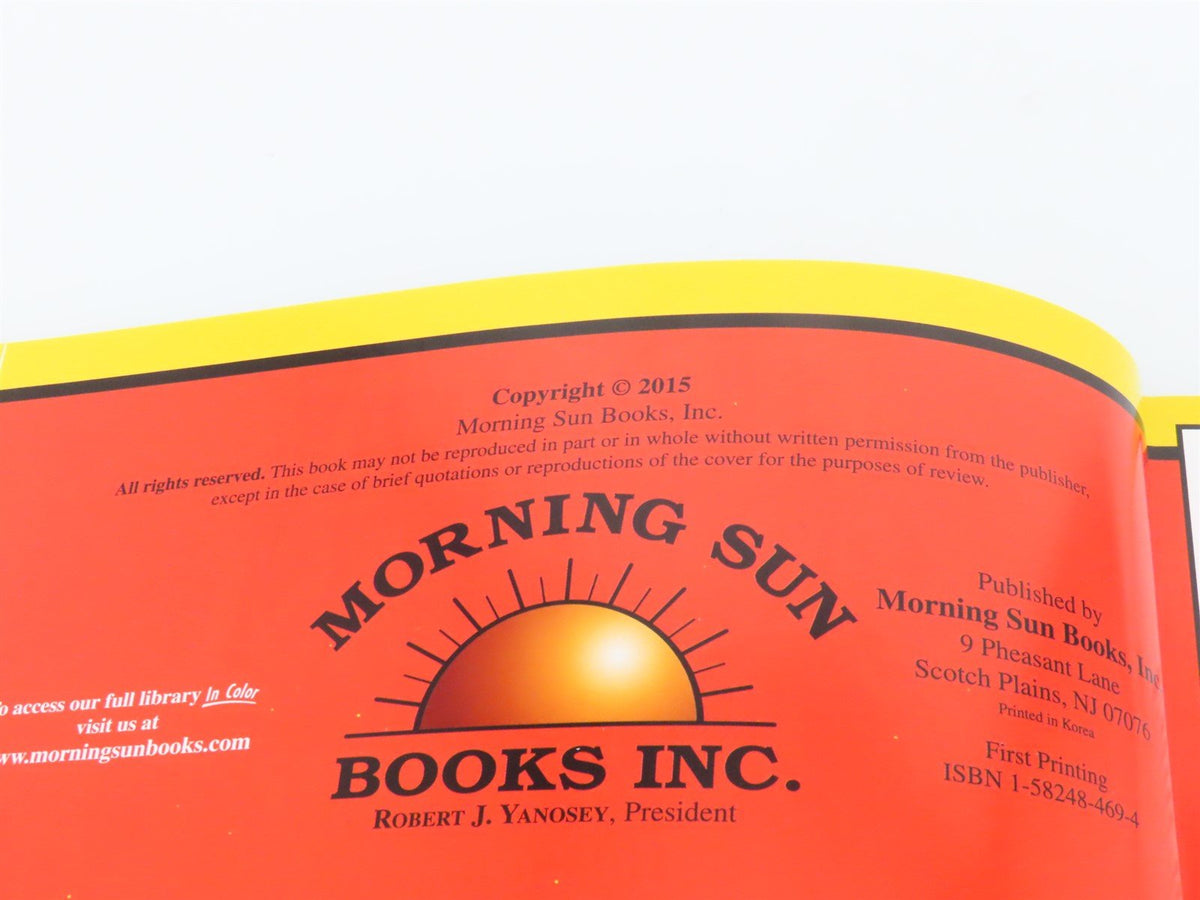 Copyright © 2015
Morning Sun Books, Inc.
All rights reserved. This book may not be reproduced in part or in whole without written permission from the publisher,
except in the case of brief quotations or reproductions of the cover for the purposes of review.
MORNING SUN
BOOKS INC.
ROBERT J. YANOSEY, President
o access our full library In Color
visit us at
ww.morningsunbooks.com
Published by
Morning Sun Books, Inc
9 Pheasant Lane
Scotch Plains, NJ 07076
Printed in Korea
First Printing
ISBN 1-58248-469-4